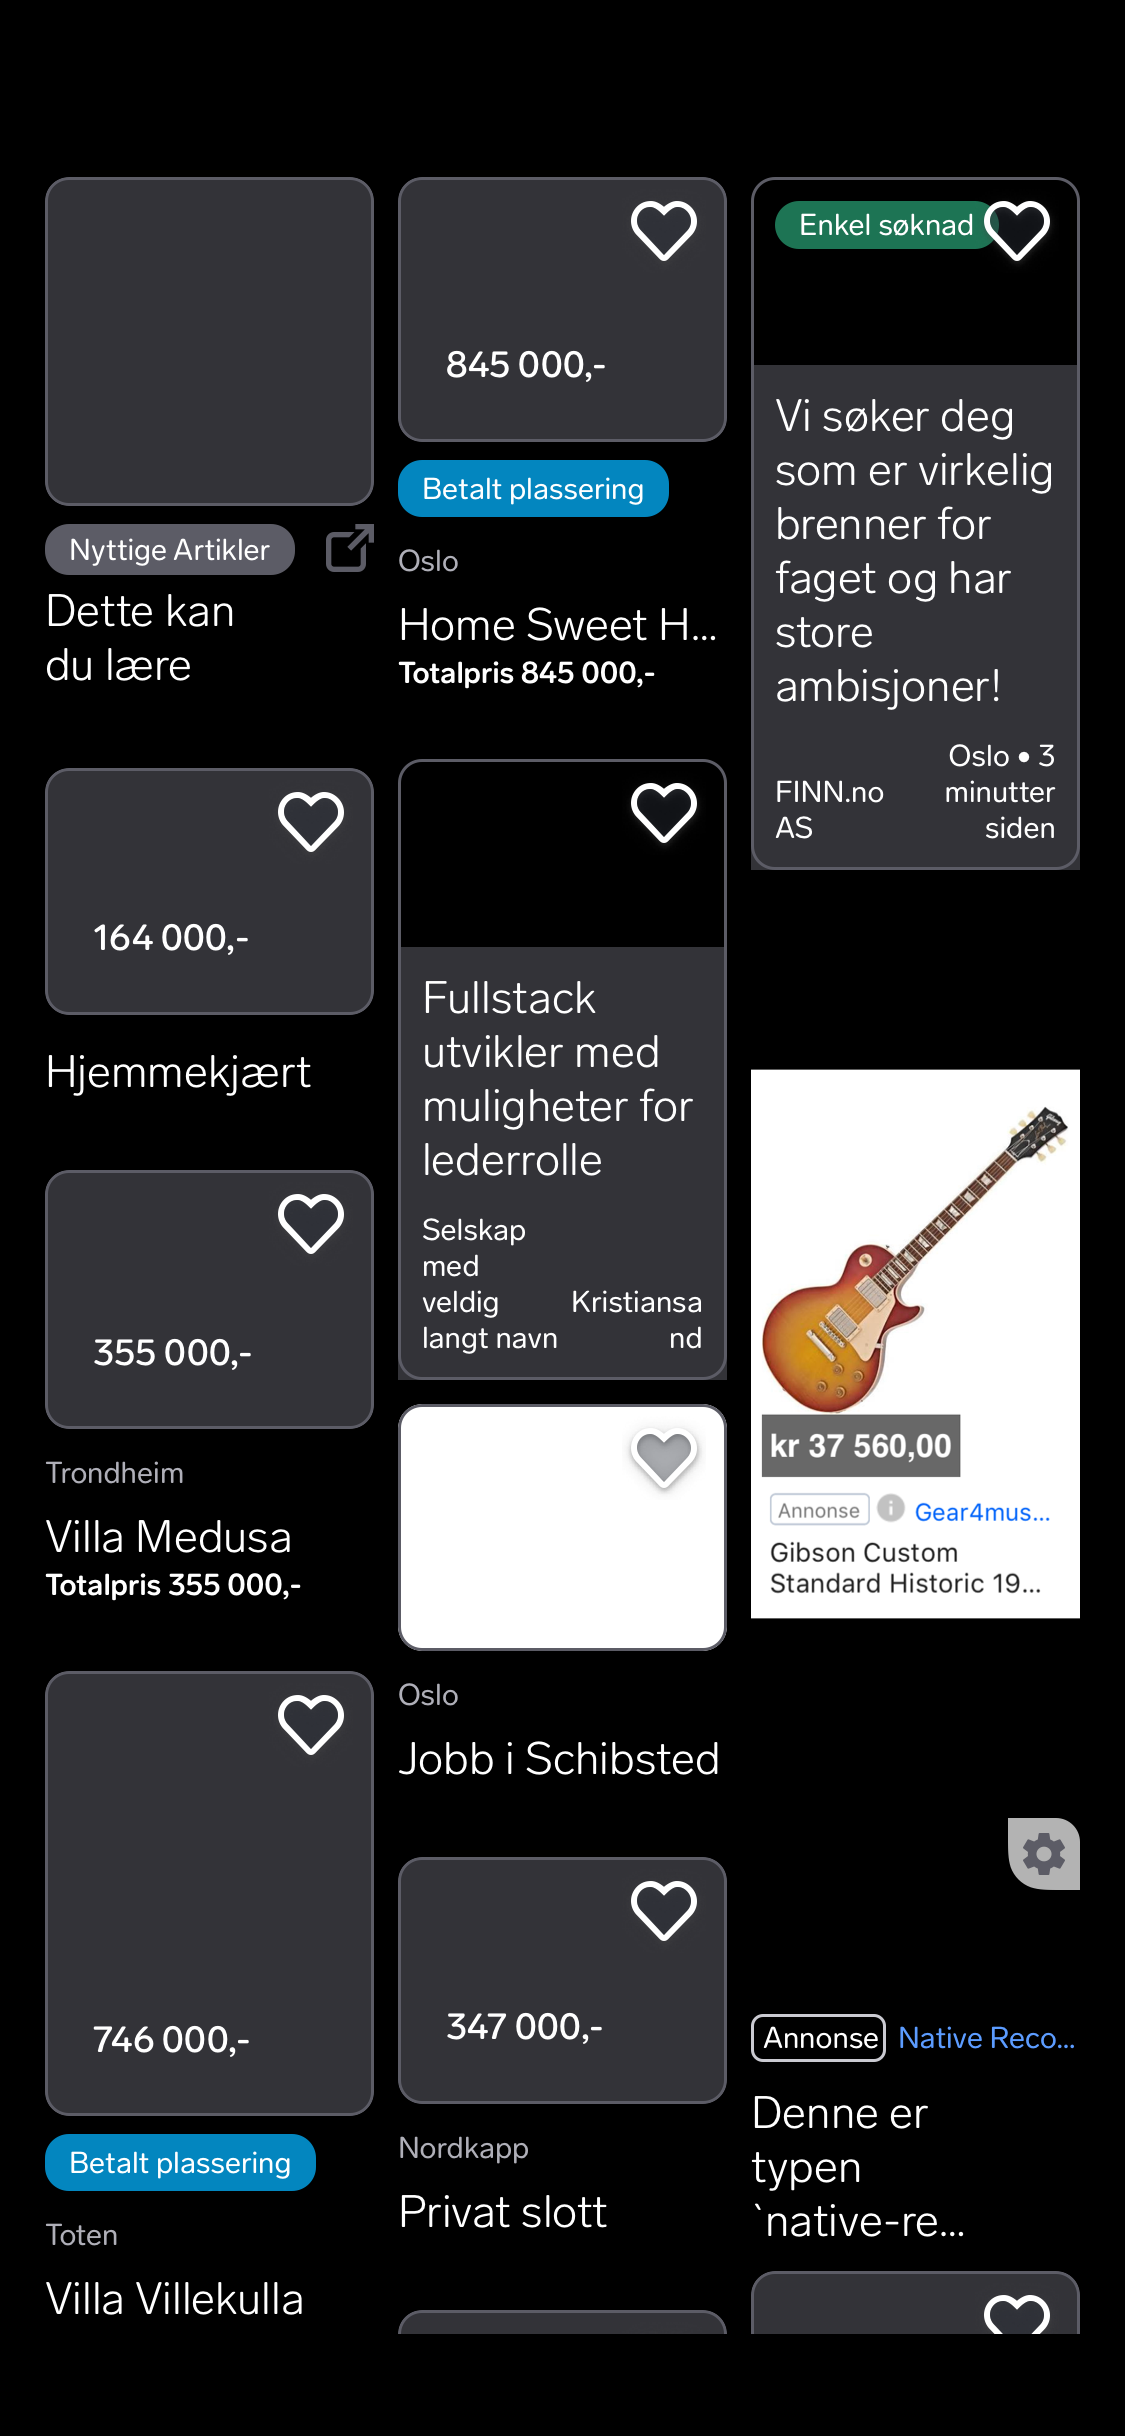 Nyttige Artikler
Dette kan
du lære
164 000,-
Hjemmekjært
355 000,-
Trondheim
Villa Medusa
Totalpris 355 000,-
746 000,-
Betalt plassering
Toten
Villa Villekulla
845 000,-
Betalt plassering
Oslo
Home Sweet H...
Totalpris 845 000,-
Fullstack
utvikler med
muligheter for
lederrolle
Selskap
med
veldig
langt navn
Kristiansa
nd
Oslo
Jobb i Schibsted
347 000,-
Nordkapp
Privat slott
Enkel søknad
Vi søker deg
som er virkelig
brenner for
faget og har
store
ambisjoner!
FINN.no
AS
Oslo • 3
minutter
siden
kr 37 560,00
Annonse Gear4mus...
Gibson Custom
Standard Historic 19...
Annonse Native Reco...
Denne er
typen
`native-re...